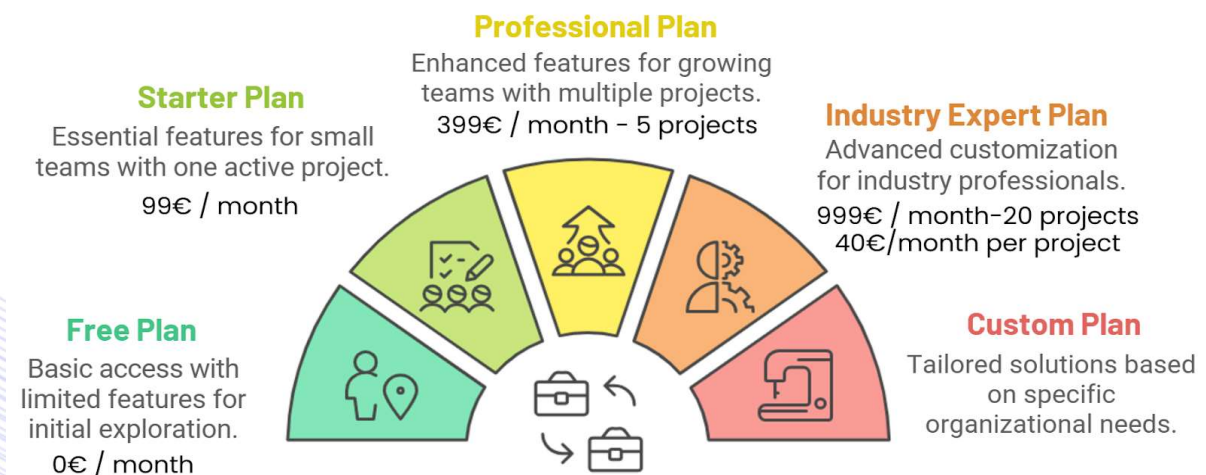 Professional Plan
Enhanced features for growing
teams with multiple projects.
399€ / month - 5 projects
Starter Plan
Essential features for small
teams with one active project.
99€ / month
Industry Expert Plan
Advanced customization
for industry professionals.
999€ / month-20 projects
40€/month per project
Free Plan
Basic access with
limited features for
initial exploration.
0€ / month
Custom Plan
Tailored solutions based
on specific
organizational needs.